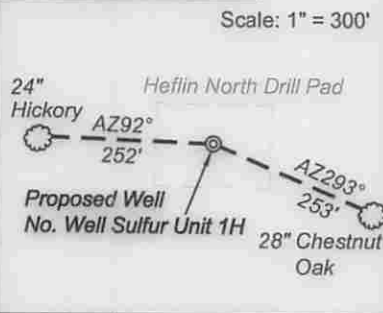 Scale: 1" = 300'
Heflin North Drill Pad
24"
Hickory
AZ92°
252'
AZ293°
253'
Proposed Well
No. Well Sulfur Unit 1H
28" Chestnut
Oak